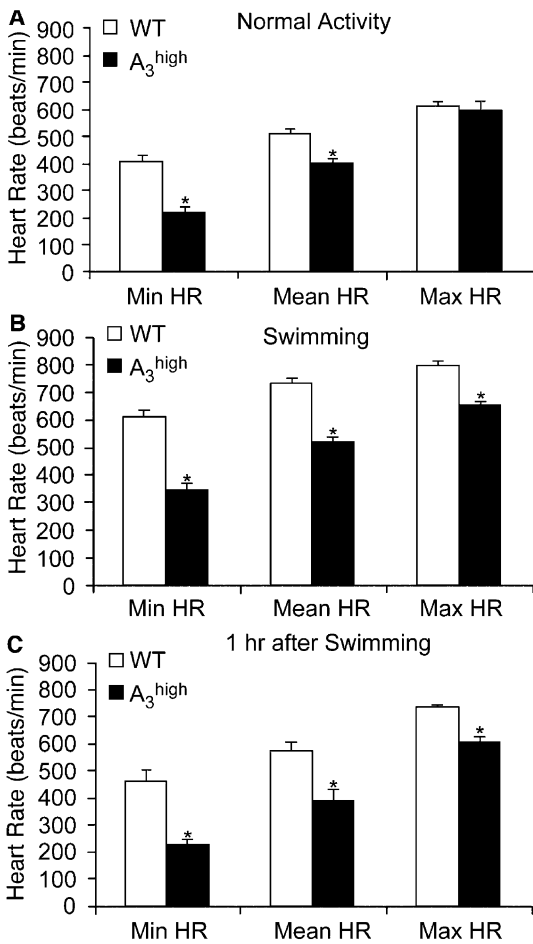 A
Normal Activity
WT
A3high
Heart Rate (beats/min)
900
800
700
600
500
400
300
200
100
0
*
*
Min HR Mean HR Max HR
B
Swimming
WT
A3high
Heart Rate (beats/min)
900
800
700
600
500
400
300
200
100
0
*
*
*
Min HR Mean HR Max HR
C
1 hr after Swimming
WT
A3high
Heart Rate (beats/min)
900
800
700
600
500
400
300
200
100
0
*
*
*
Min HR Mean HR Max HR